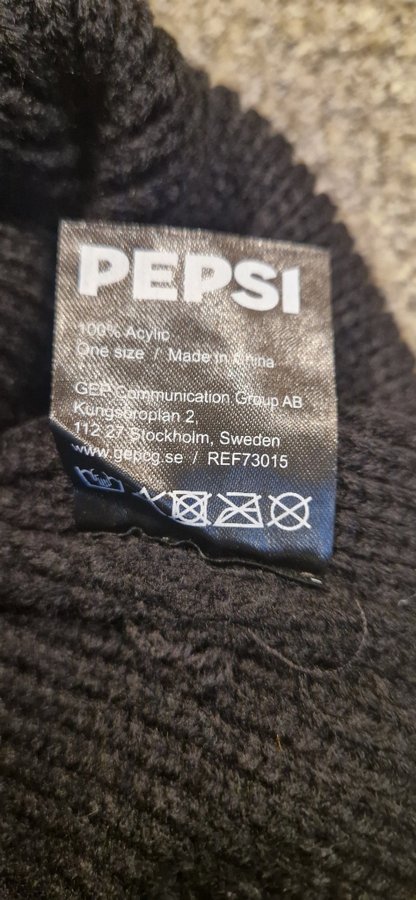 PEPSI
100% Acylic
One size / Made in China
GEP Communication Group AB
Kungsbroplan 2,
112 27 Stockholm, Sweden
www.gepcg.se / REF73015